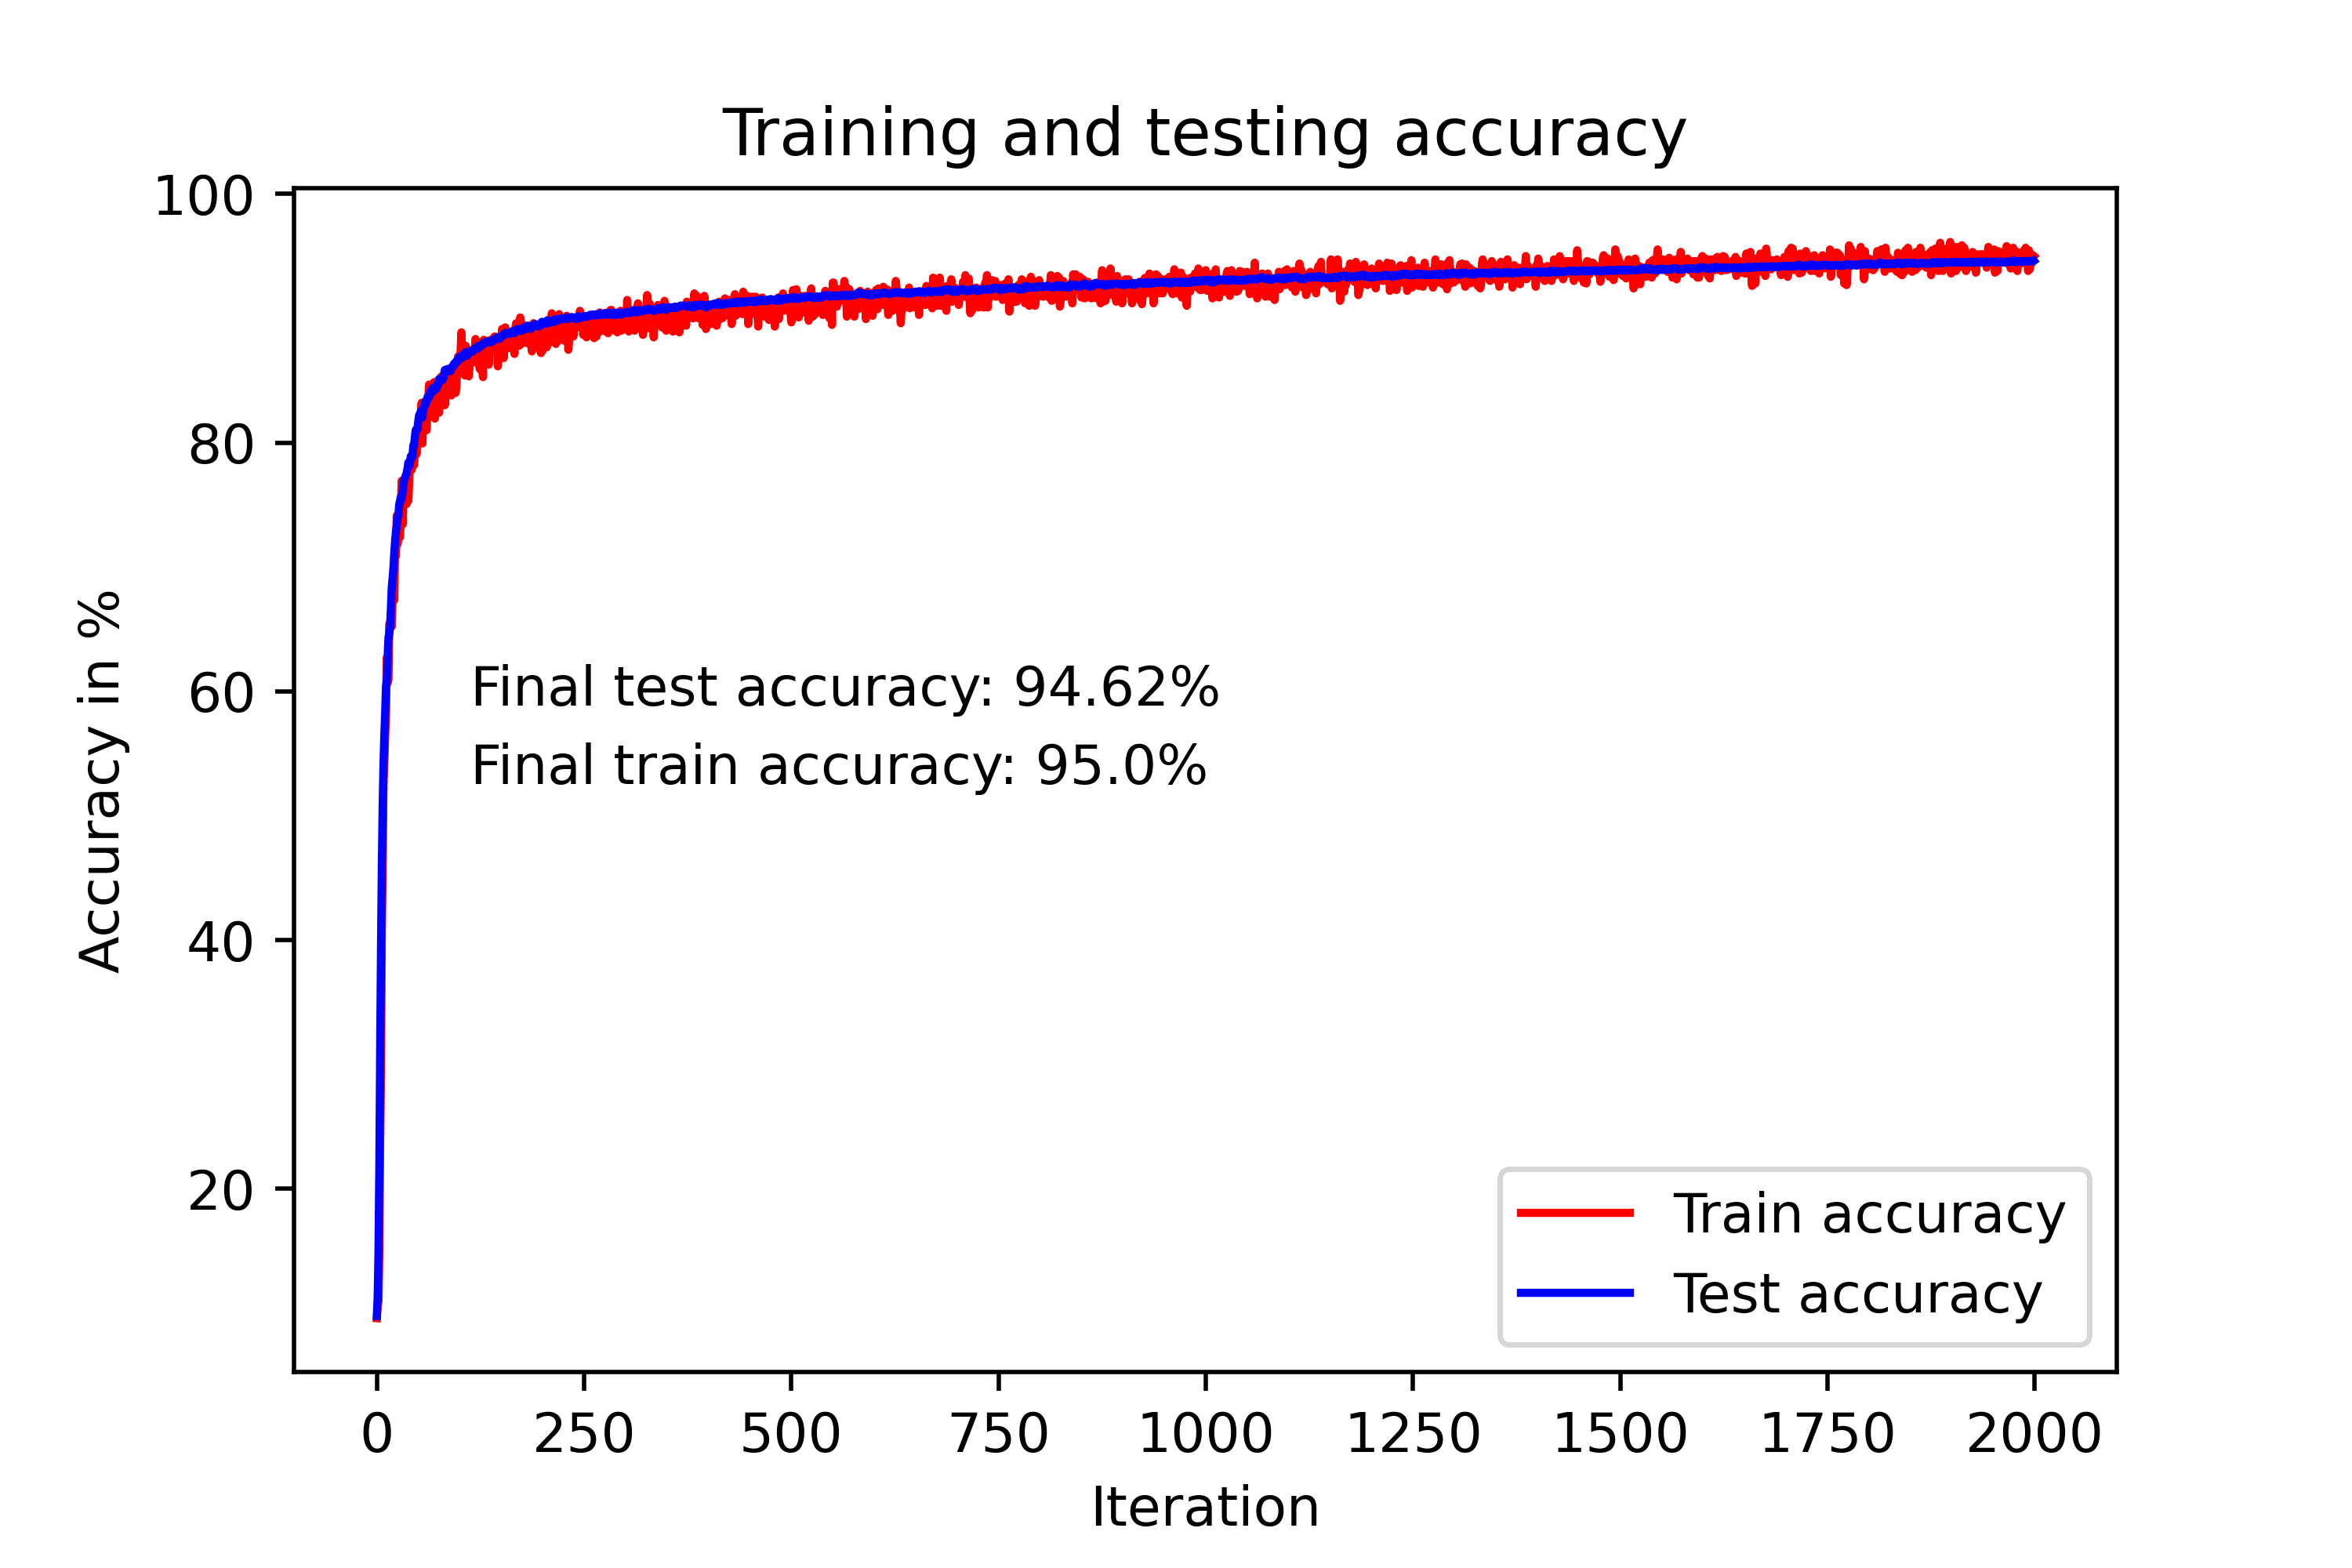 Training and testing accuracy
100
80
60
40
20
Accuracy in %
Final test accuracy: 94.62%
Final train accuracy: 95.0%
Train accuracy
Test accuracy
0 250 500 750 1000 1250 1500 1750 2000
Iteration